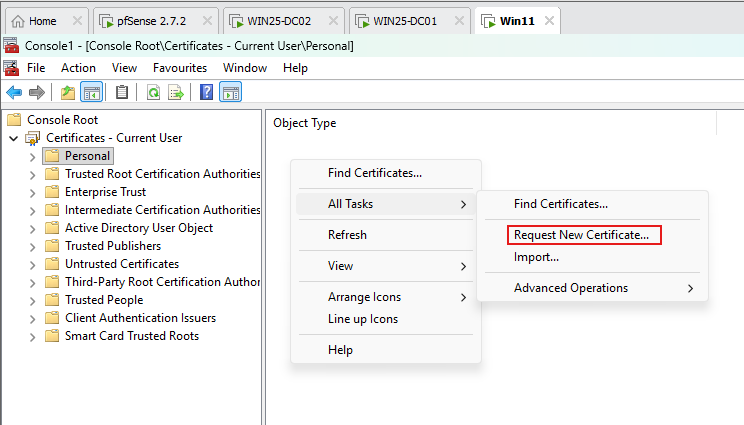 Home
pfSense 2.7.2
WIN25-DC02
WIN25-DC01
Win11
Console1 - [Console Root\Certificates - Current User\Personal]
File Action View Favourites Window Help
Console Root
Certificates - Current User
Personal
Trusted Root Certification Authorities
Enterprise Trust
Intermediate Certification Authorities
Active Directory User Object
Trusted Publishers
Untrusted Certificates
Third-Party Root Certification Author
Trusted People
Client Authentication Issuers
Smart Card Trusted Roots
Object Type
Find Certificates...
All Tasks
Refresh
View
Arrange Icons
Line up Icons
Help
Find Certificates...
Request New Certificate...
Import...
Advanced Operations